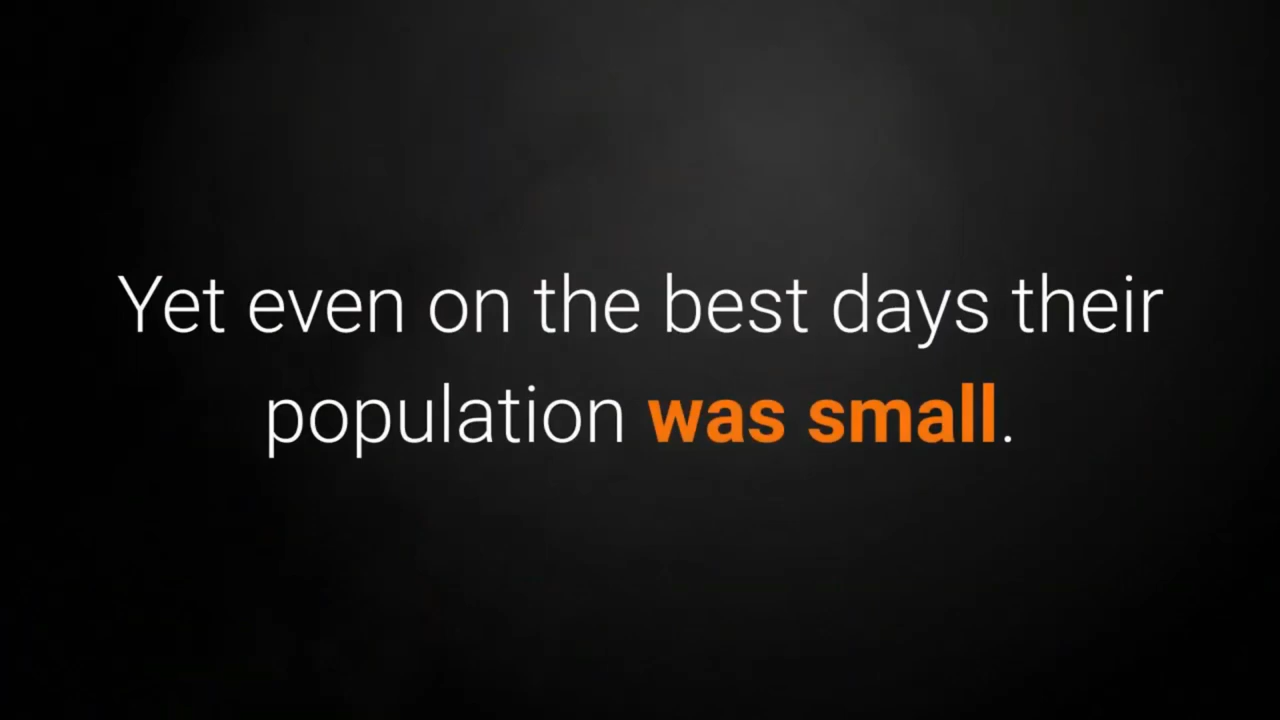 Yet even on the best days their
population was small.